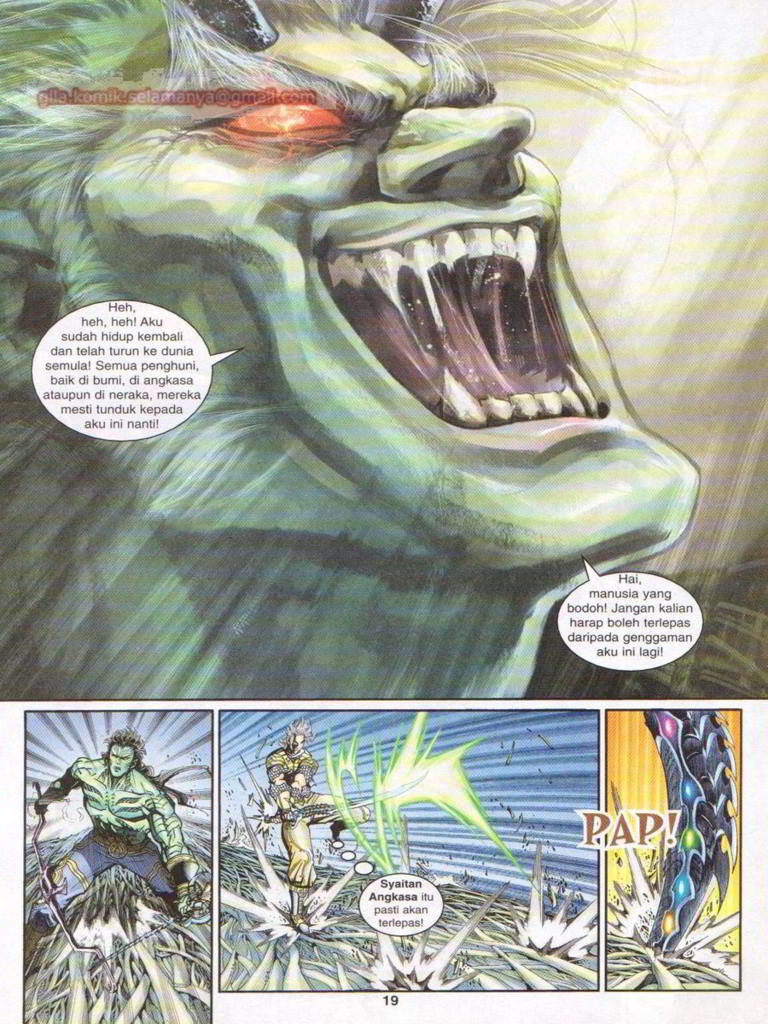 gila-komik.selamanya@gmail.com
Heh,
heh, heh! Aku
sudah hidup kembali
dan telah turun ke dunia
semula! Semua penghuni,
baik di bumi, di angkasa
ataupun di neraka, mereka
mesti tunduk kepada
aku ini nanti!
Hai,
manusia yang
bodoh! Jangan kalian
harap boleh terlepas
daripada genggaman
aku ini lagi!
Syaitan
Angkasa itu
pasti akan
terlepas!
PAP!
19